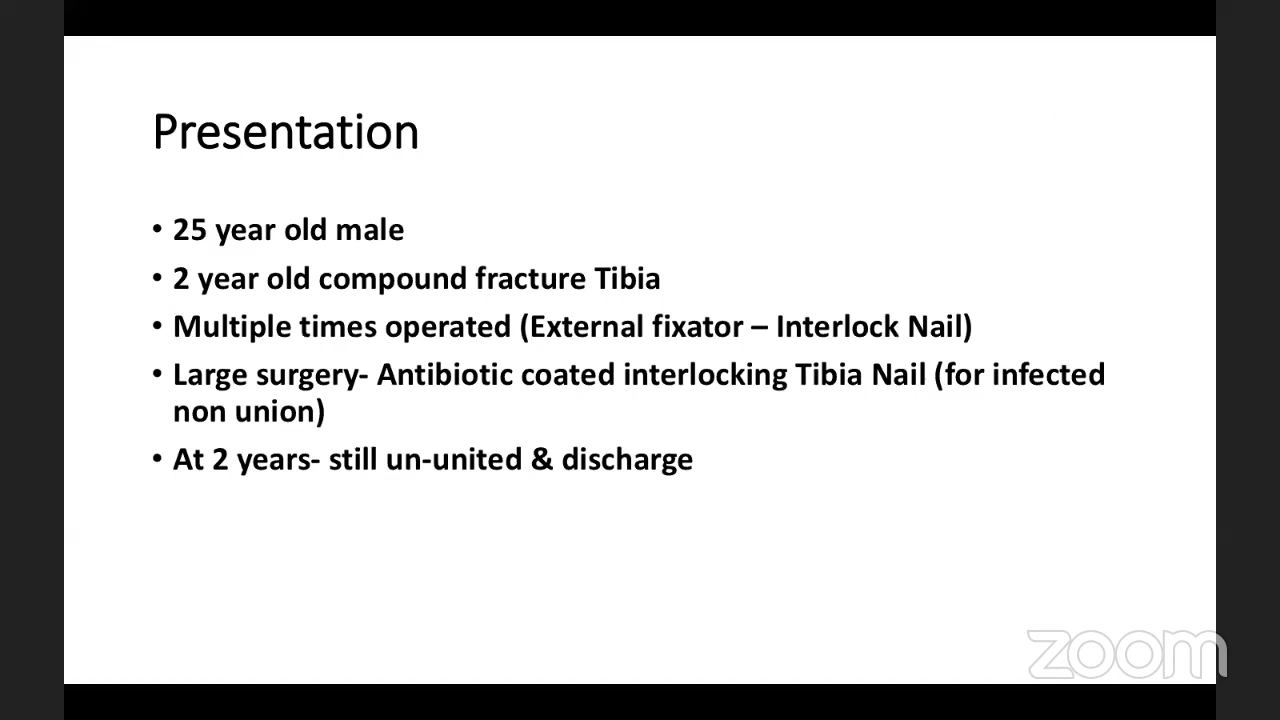 Presentation
• 25 year old male
• 2 year old compound fracture Tibia
• Multiple times operated (External fixator – Interlock Nail)
• Large surgery- Antibiotic coated interlocking Tibia Nail (for infected
non union)
• At 2 years- still un-united & discharge
zoom